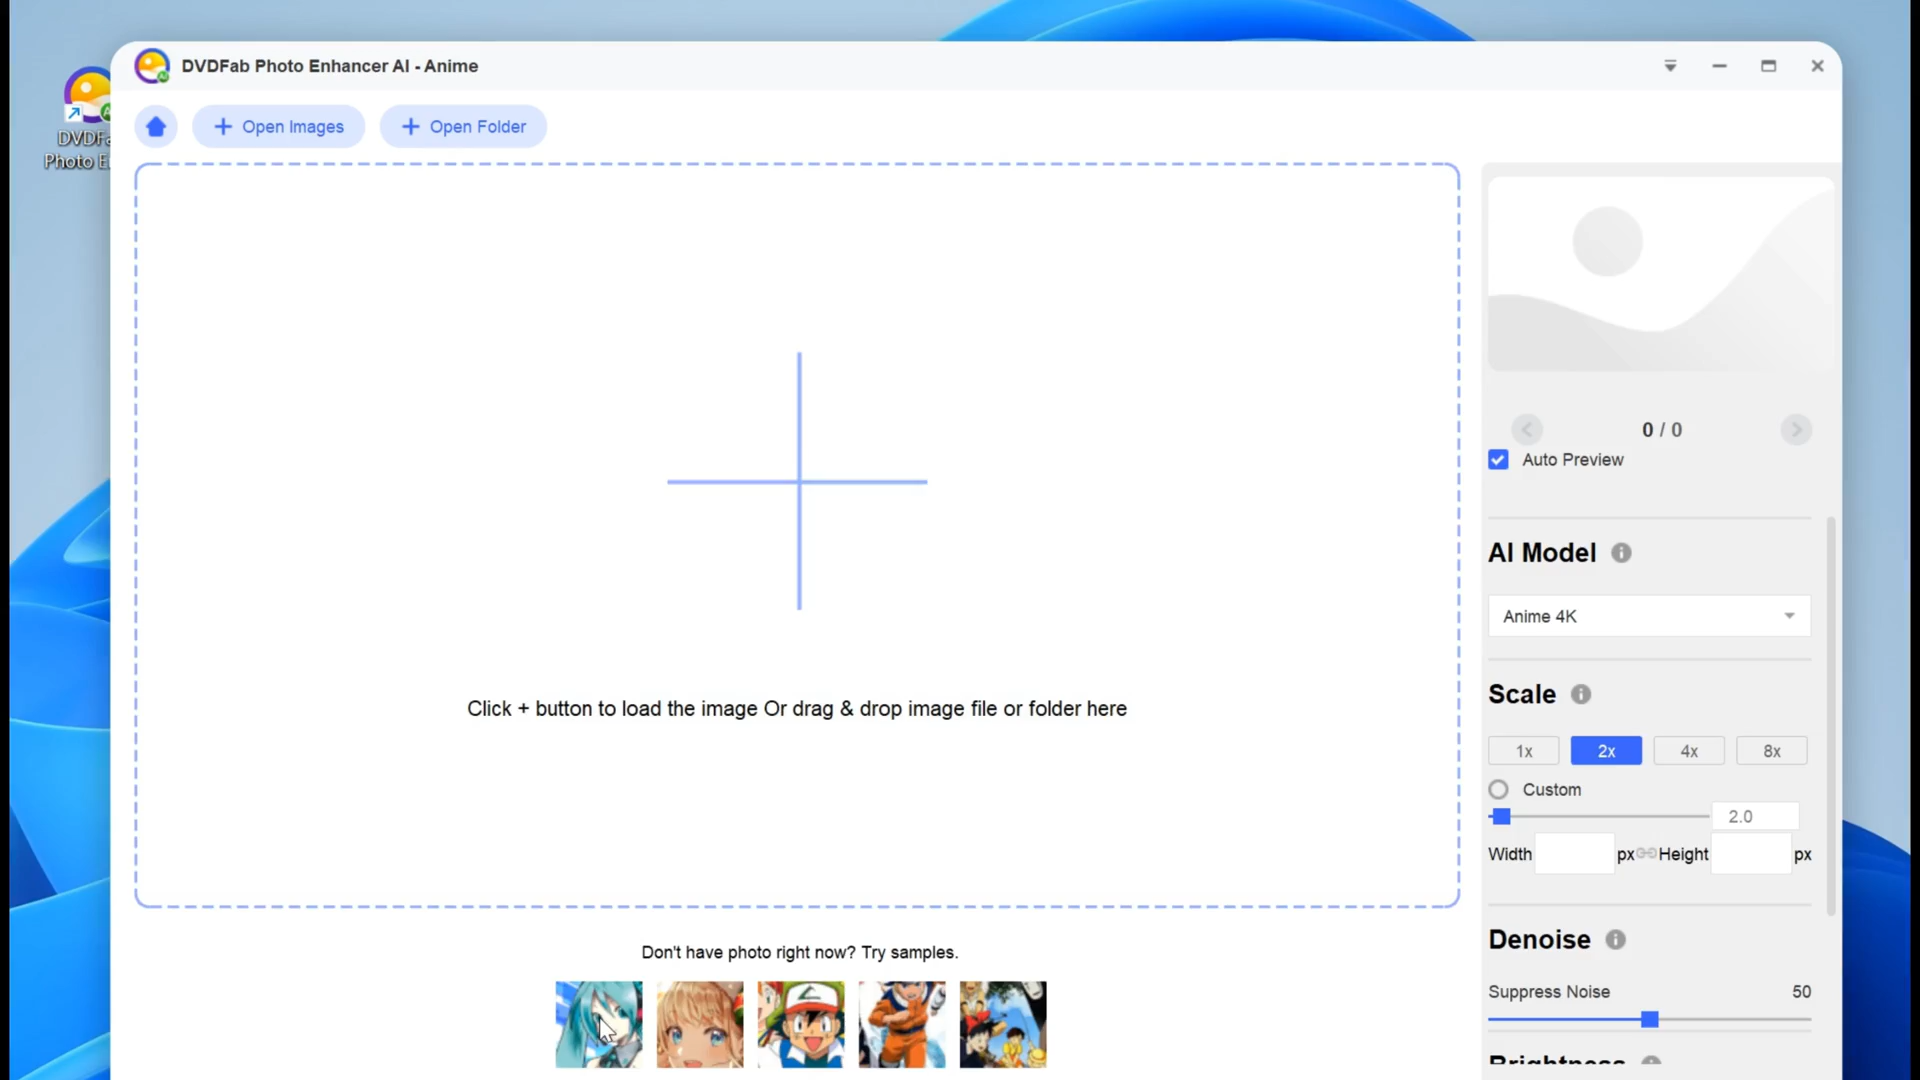 DVDFab Photo Enhancer AI - Anime
Open Images
Open Folder
Photo
0 / 0
Auto Preview
AI Model
Anime 4K
Scale
1x
2x
4x
8x
Custom
2.0
Width px Height px
Click + button to load the image Or drag & drop image file or folder here
Denoise
Suppress Noise 50
Brightness
Don't have photo right now? Try samples.